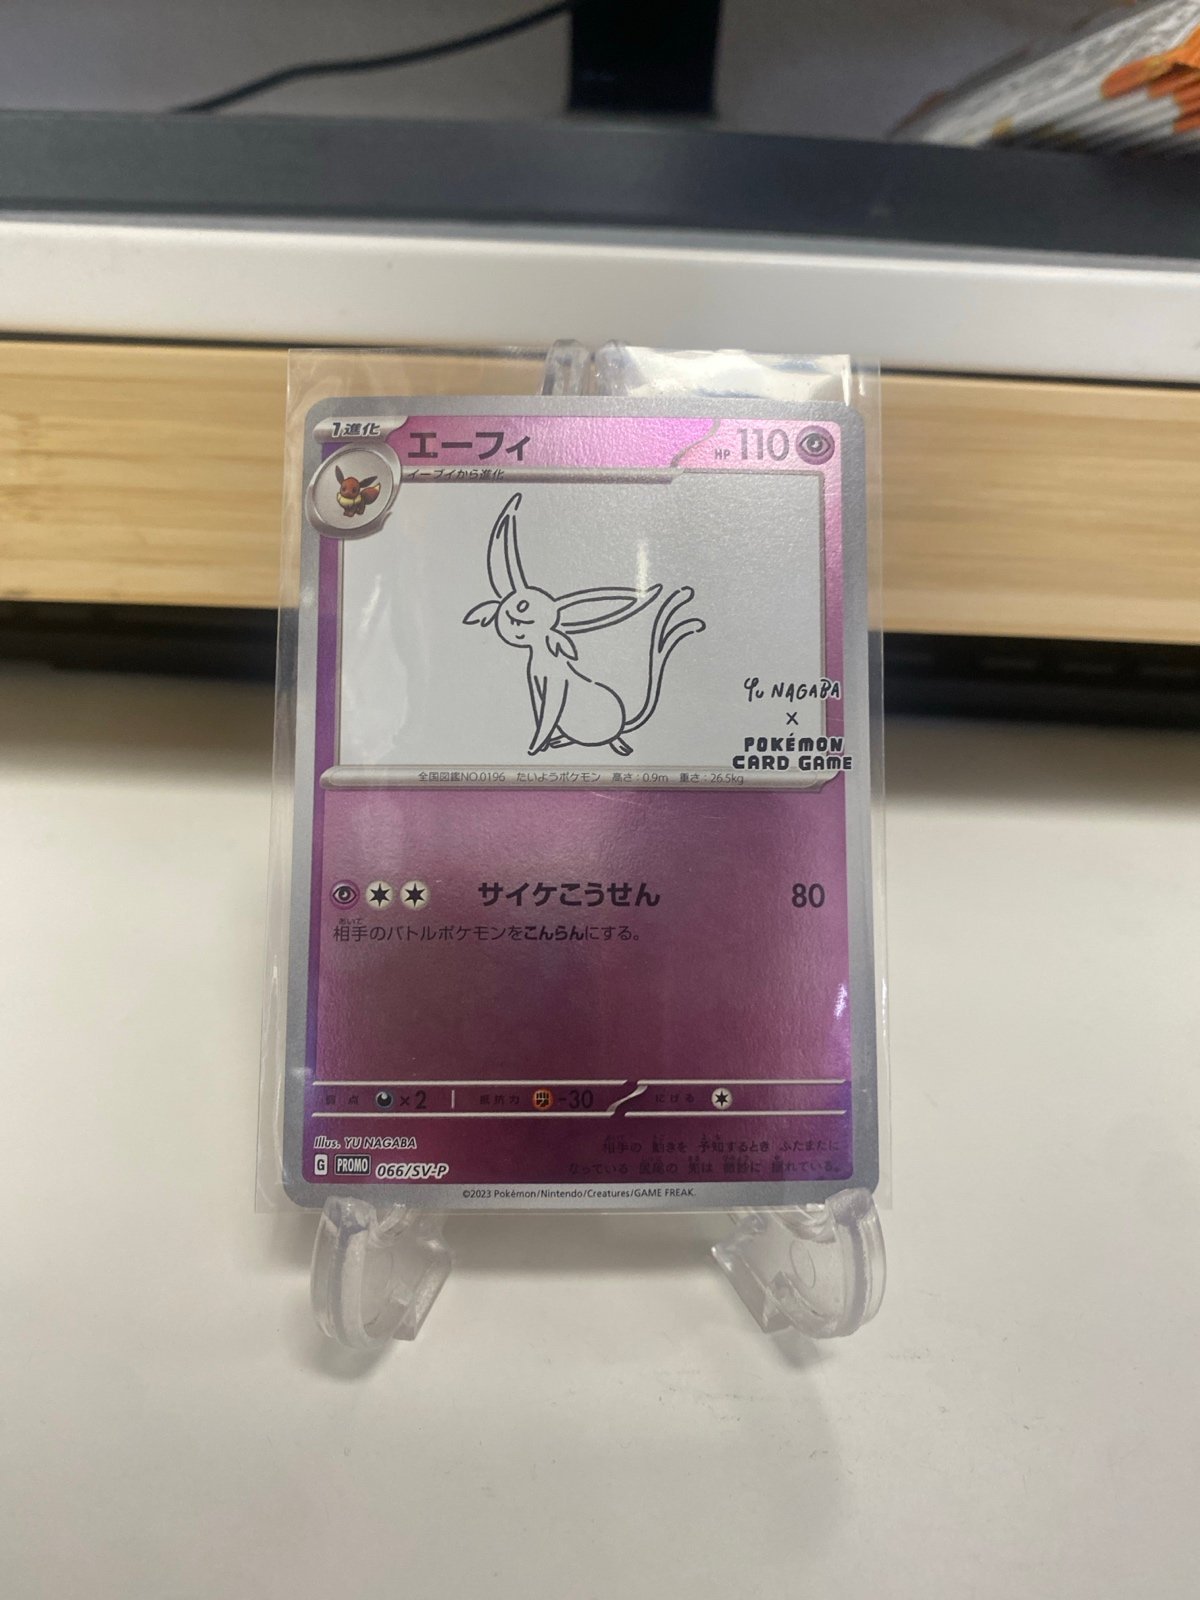 1進化
エーフィ
HP 110
イーブイから進化
Yu NAGABA
×
POKÉMON
CARD GAME
全国図鑑NO.0196 たいようポケモン 高さ:0.9m 重さ:26.5kg
サイケこうせん 80
あいて
相手のバトルポケモンをこんらんにする。
弱点 ×2 抵抗力 -30 にげる
Illus. YU NAGABA
相手の 動きを 予知するとき ふたまたに
G PROMO 066/SV-P
なっている 尻尾の 先は 微妙に 揺れている。
©2023 Pokémon/Nintendo/Creatures/GAME FREAK.